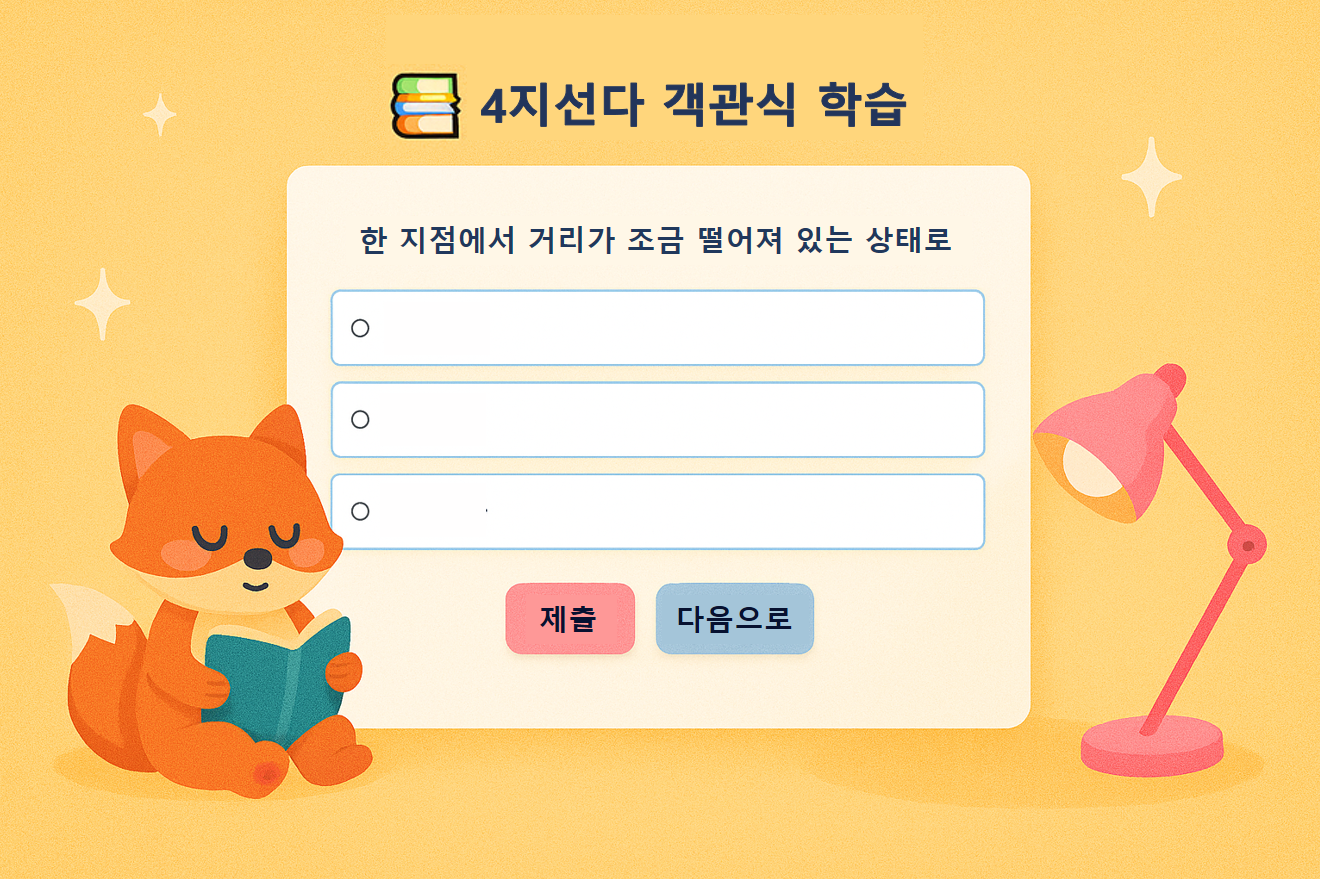 4지선다 객관식 학습
한 지점에서 거리가 조금 떨어져 있는 상태로
제출
다음으로